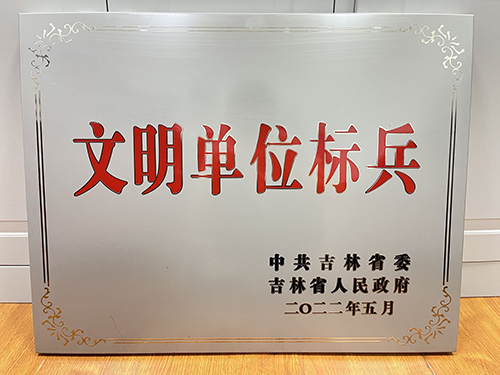 文明单位标兵
中共吉林省委
吉林省人民政府
二〇二二年五月